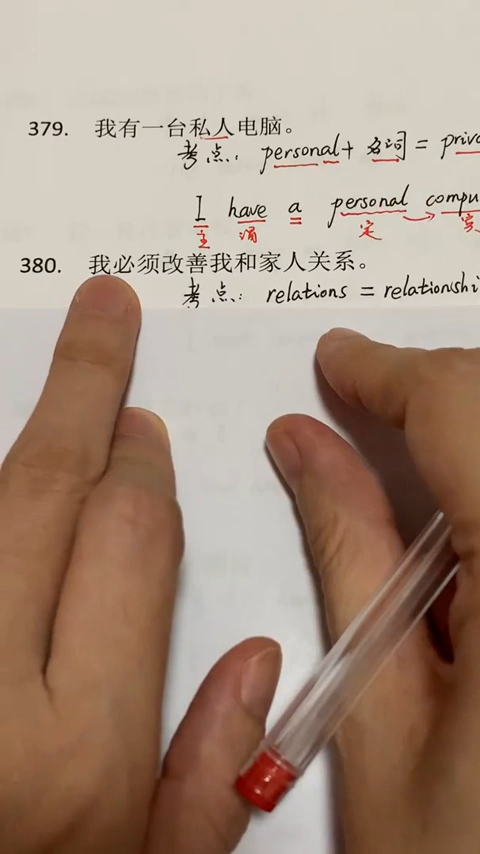 379. 我有一台私人电脑。
考点: personal + 名词 = priv
I have a personal compu
主 谓 定 宾
380. 我必须改善我和家人关系。
考点: relations = relationshi